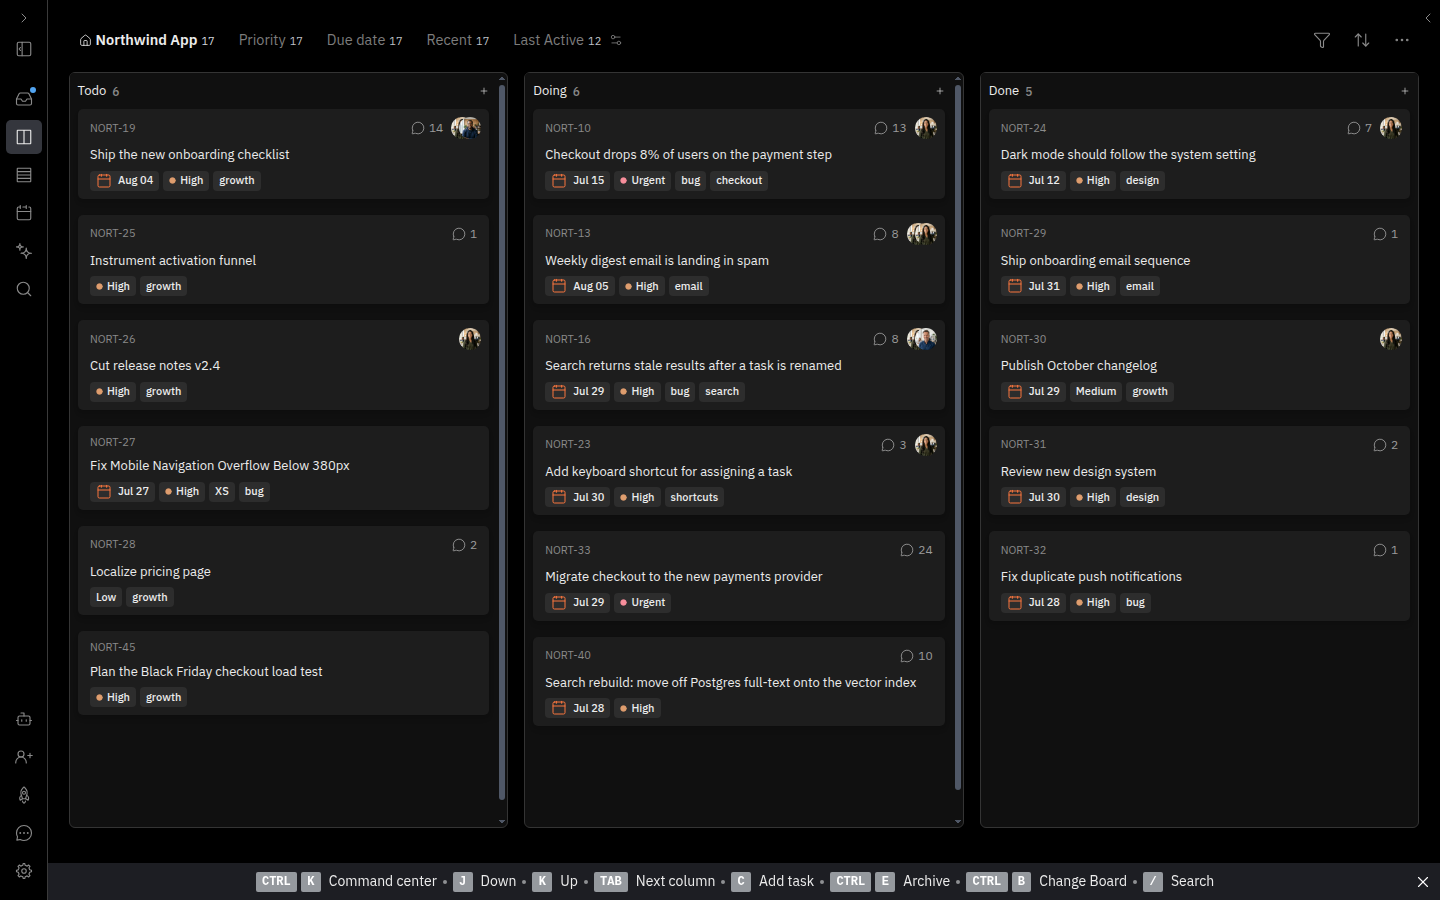 Northwind App 17 Priority 17 Due date 17 Recent 17 Last Active 12
Todo 6
NORT-19 14
Ship the new onboarding checklist
Aug 04 High growth
NORT-25 1
Instrument activation funnel
High growth
NORT-26
Cut release notes v2.4
High growth
NORT-27
Fix Mobile Navigation Overflow Below 380px
Jul 27 High XS bug
NORT-28 2
Localize pricing page
Low growth
NORT-45
Plan the Black Friday checkout load test
High growth
Doing 6
NORT-10 13
Checkout drops 8% of users on the payment step
Jul 15 Urgent bug checkout
NORT-13 8
Weekly digest email is landing in spam
Aug 05 High email
NORT-16 8
Search returns stale results after a task is renamed
Jul 29 High bug search
NORT-23 3
Add keyboard shortcut for assigning a task
Jul 30 High shortcuts
NORT-33 24
Migrate checkout to the new payments provider
Jul 29 Urgent
NORT-40 10
Search rebuild: move off Postgres full-text onto the vector index
Jul 28 High
Done 5
NORT-24 7
Dark mode should follow the system setting
Jul 12 High design
NORT-29 1
Ship onboarding email sequence
Jul 31 High email
NORT-30
Publish October changelog
Jul 29 Medium growth
NORT-31 2
Review new design system
Jul 30 High design
NORT-32 1
Fix duplicate push notifications
Jul 28 High bug
CTRL K Command center • J Down • K Up • TAB Next column • C Add task • CTRL E Archive • CTRL B Change Board • / Search